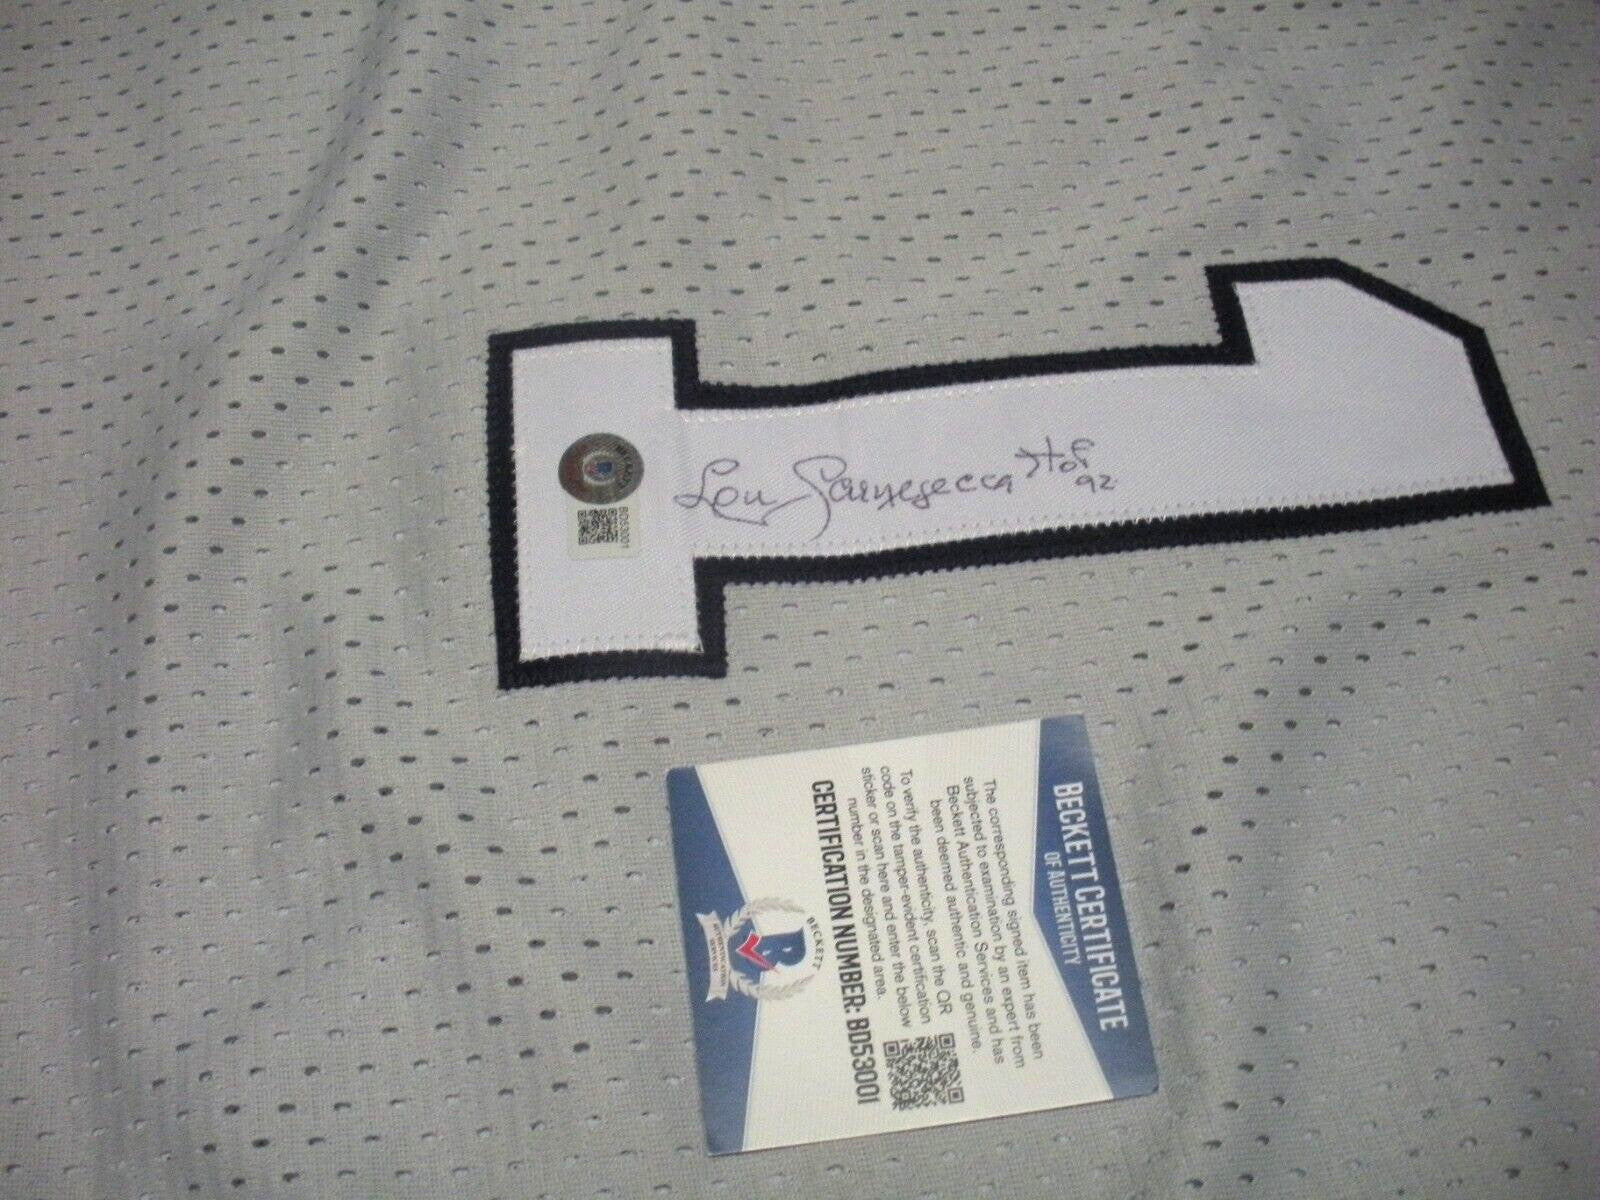 Lou Carnesecca HOF
92
BD53001
BECKETT CERTIFICATE
OF AUTHENTICITY
The corresponding signed item has been
subjected to examination by an expert from
Beckett Authentication Services and has
been deemed authentic and genuine.
To verify the authenticity, scan the QR
code on the tamper-evident certification
sticker or scan here and enter the below
number in the designated area.
CERTIFICATION NUMBER: BD53001
BECKETT
AUTHENTICATION
SERVICES